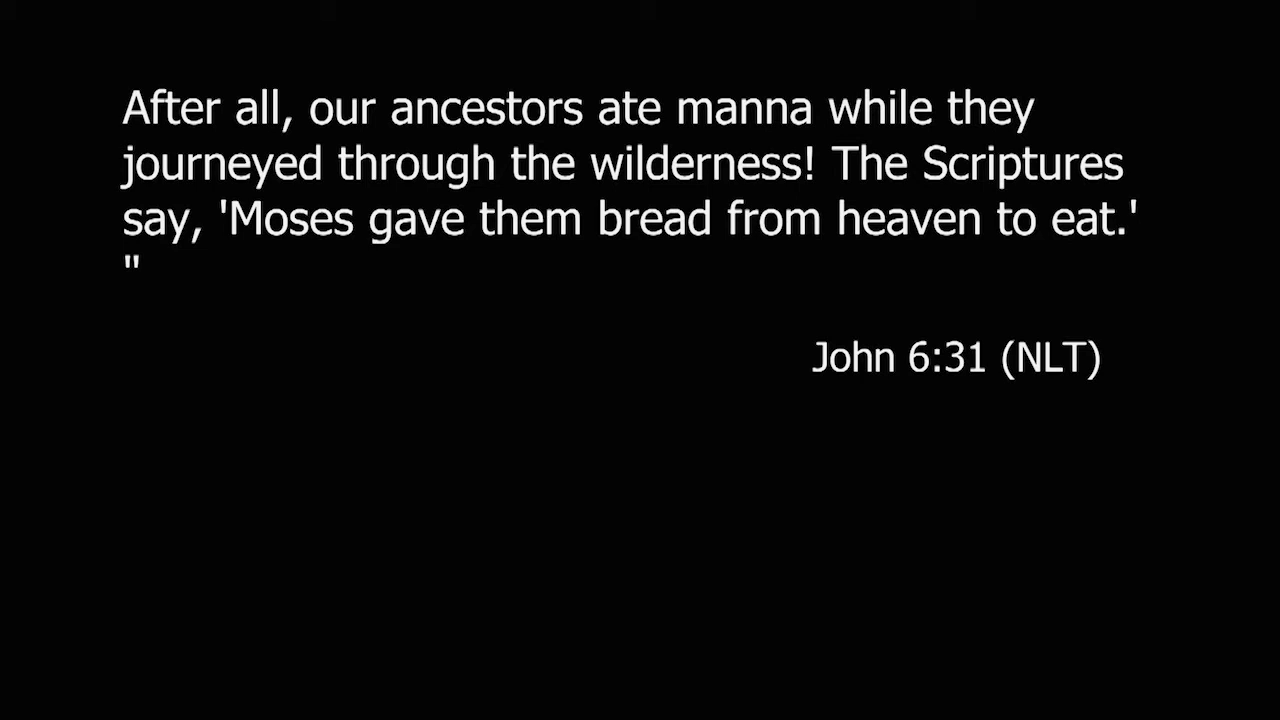 After all, our ancestors ate manna while they
journeyed through the wilderness! The Scriptures
say, 'Moses gave them bread from heaven to eat.'
"
John 6:31 (NLT)